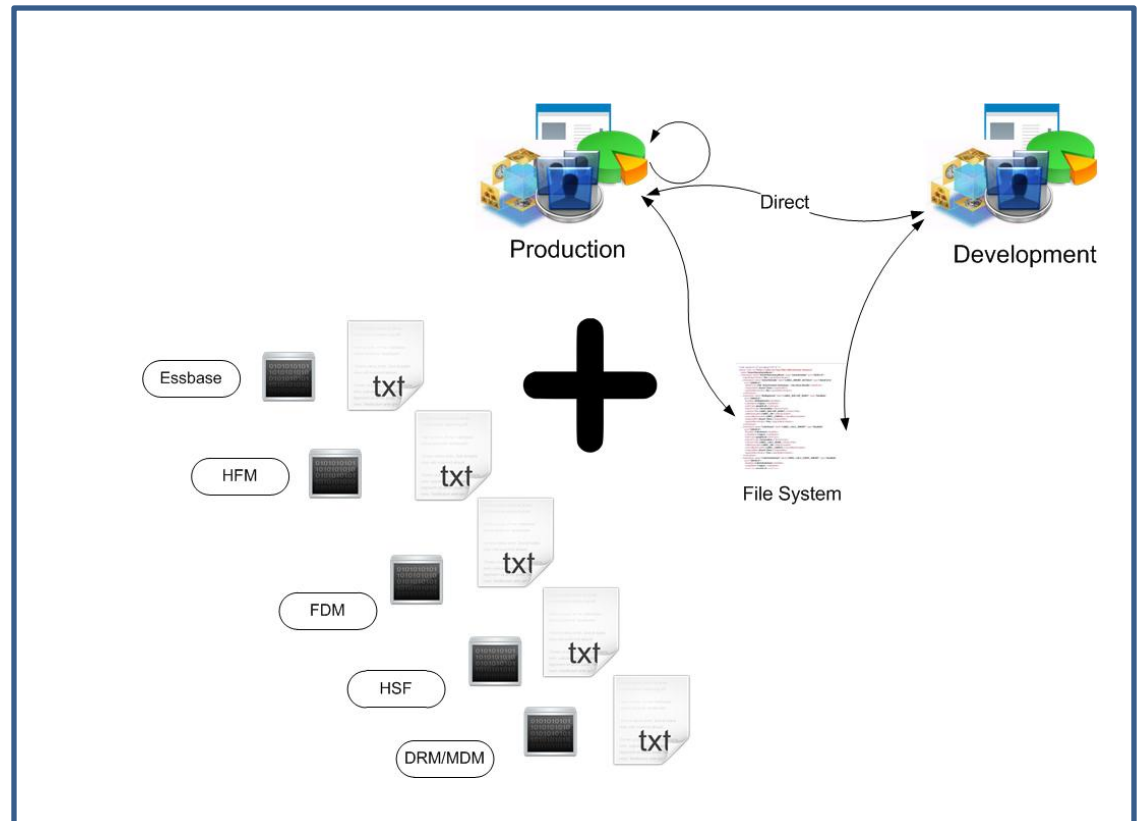 Direct
Production
Development
Essbase
txt
HFM
txt
File System
txt
FDM
txt
HSF
txt
DRM/MDM